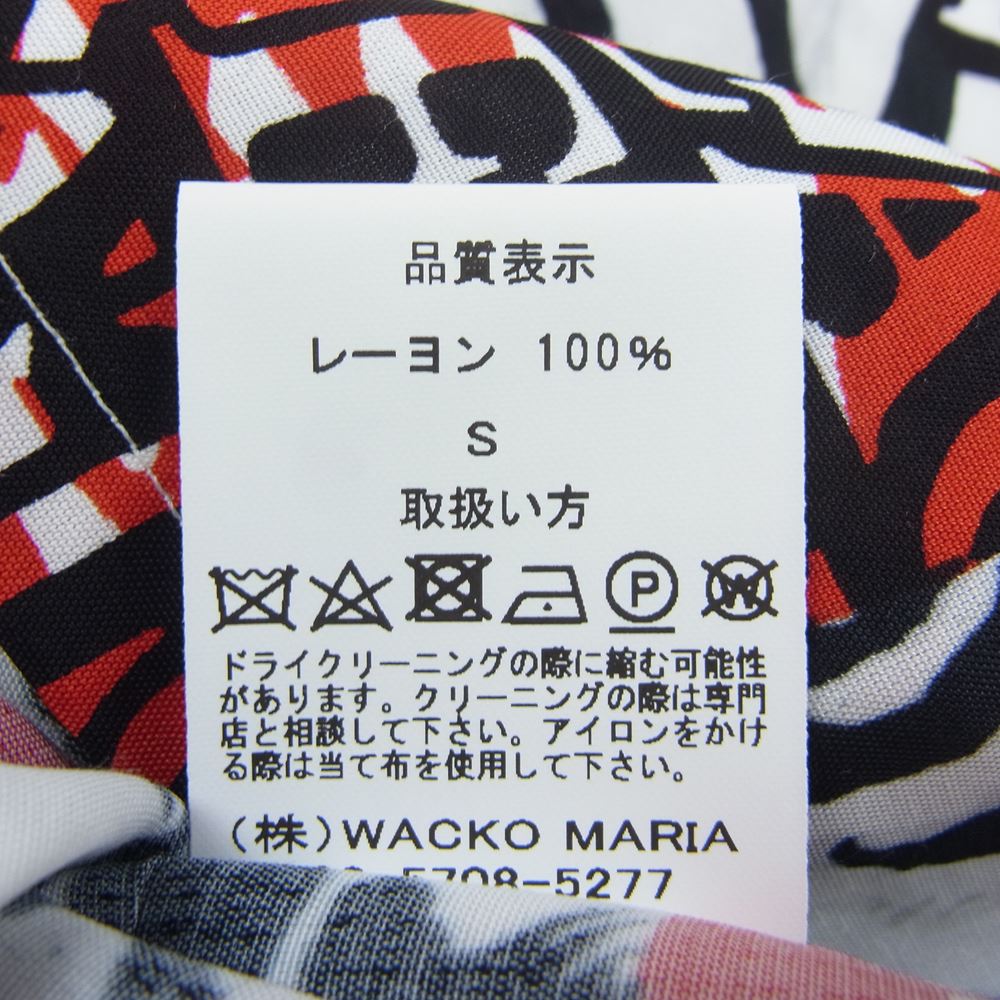 品質表示
レーヨン 100%
S
取扱い方
P W
ドライクリーニングの際に縮む可能性
があります。クリーニングの際は専門
店と相談して下さい。アイロンをかけ
る際は当て布を使用して下さい。
(株)WACKO MARIA
5708-5277